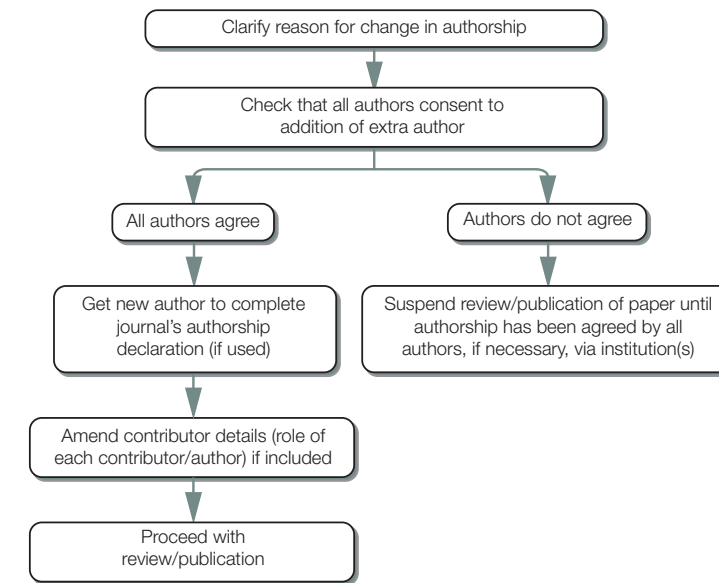 Clarify reason for change in authorship
Check that all authors consent to
addition of extra author
All authors agree
Authors do not agree
Get new author to complete
journal's authorship
declaration (if used)
Suspend review/publication of paper until
authorship has been agreed by all
authors, if necessary, via institution(s)
Amend contributor details (role of
each contributor/author) if included
Proceed with
review/publication